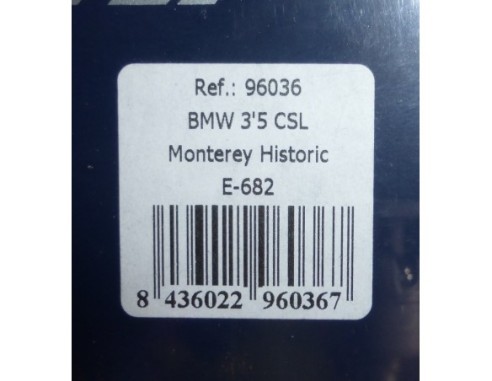 Ref.: 96036
BMW 3'5 CSL
Monterey Historic
E-682
8 436022 960367